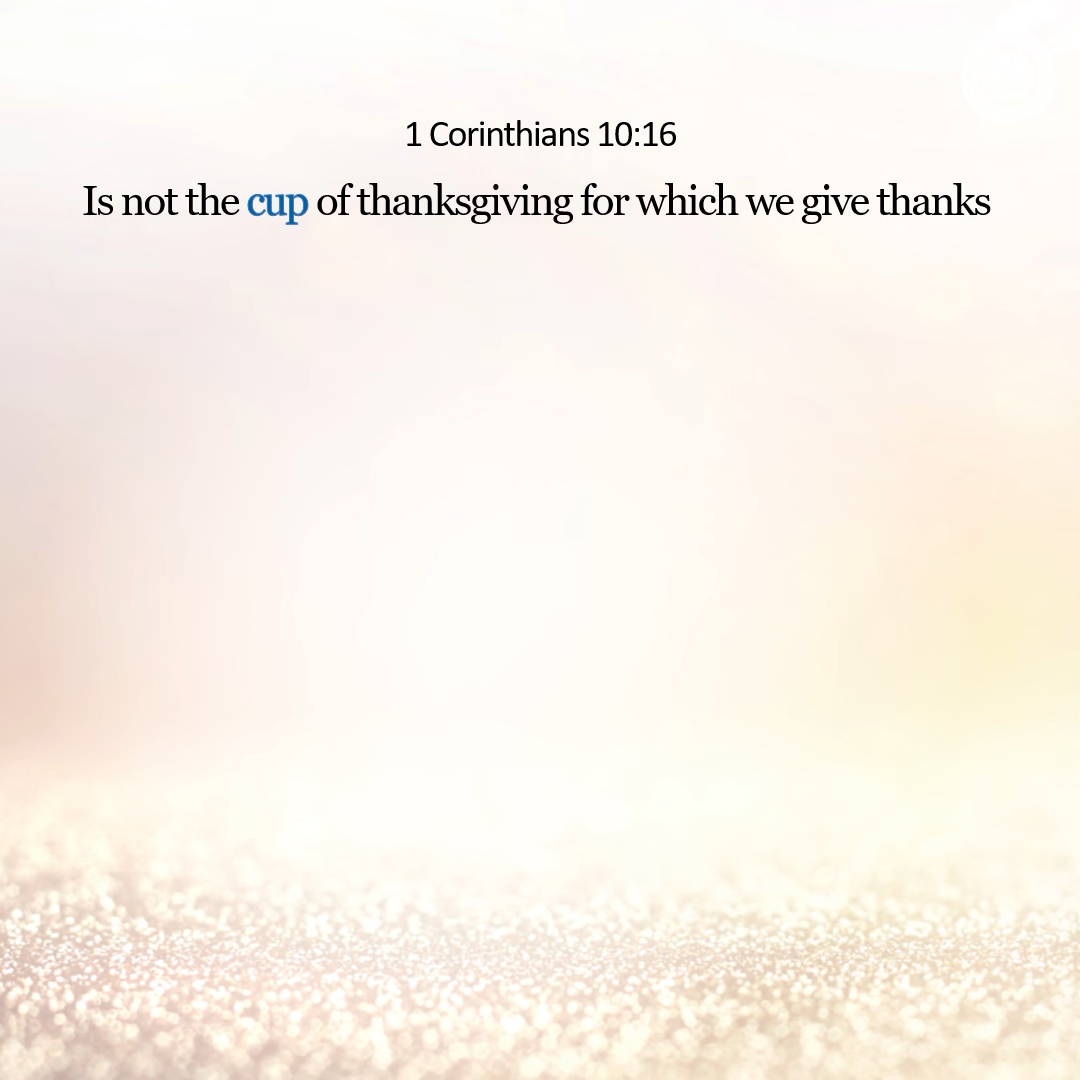 1 Corinthians 10:16
Is not the cup of thanksgiving for which we give thanks